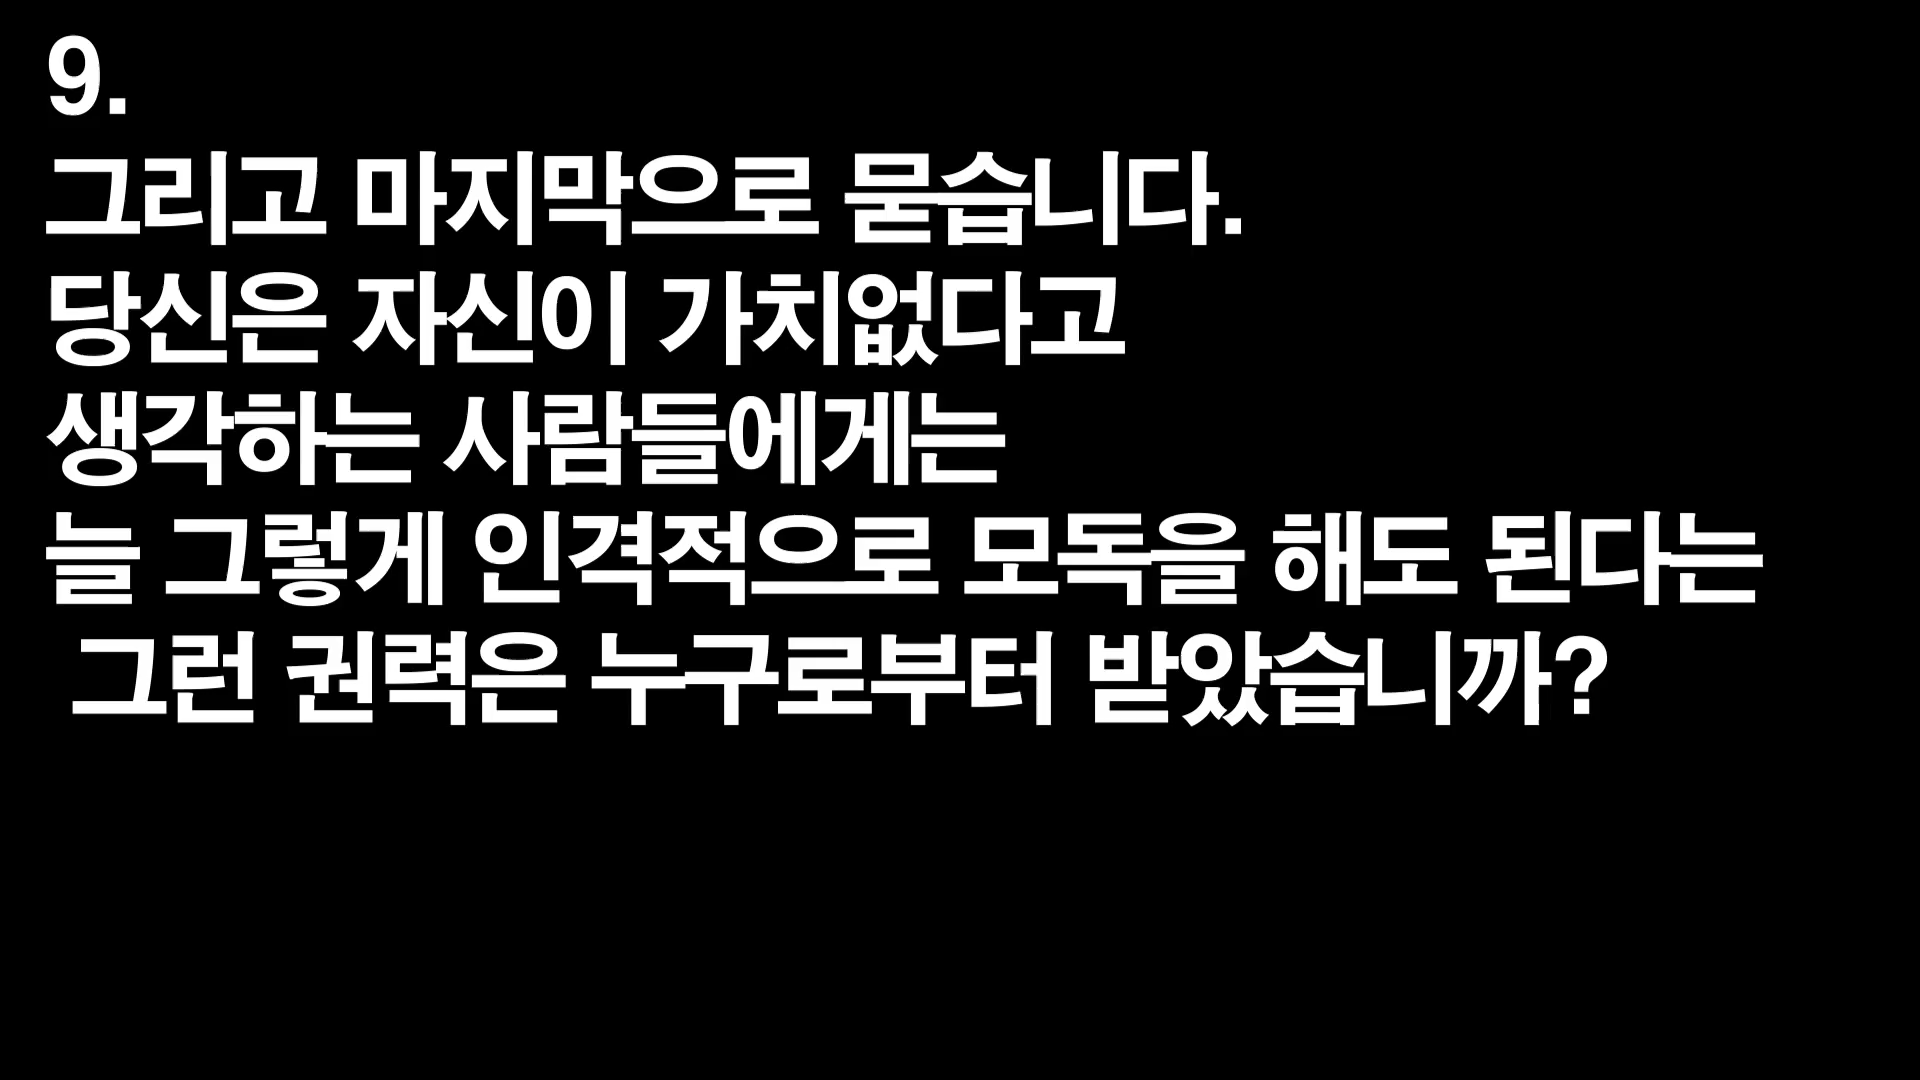 9.
그리고 마지막으로 묻습니다.
당신은 자신이 가치없다고
생각하는 사람들에게는
늘 그렇게 인격적으로 모독을 해도 된다는
그런 권력은 누구로부터 받았습니까?